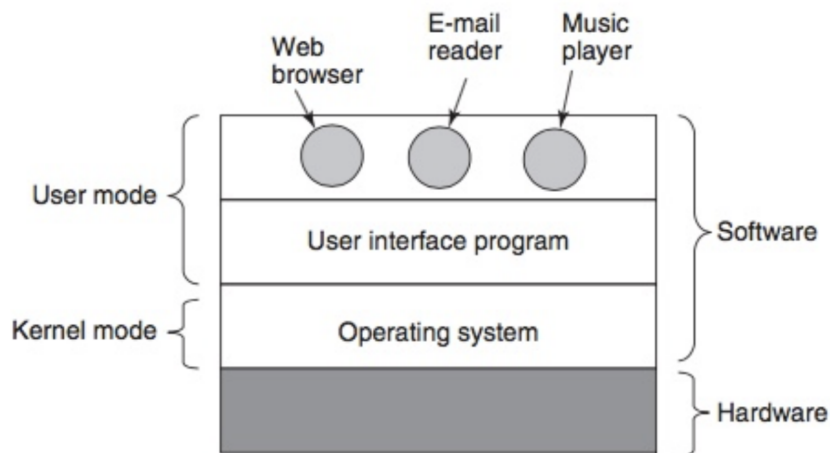 Web
browser
E-mail
reader
Music
player
User mode
User interface program
Software
Kernel mode
Operating system
Hardware